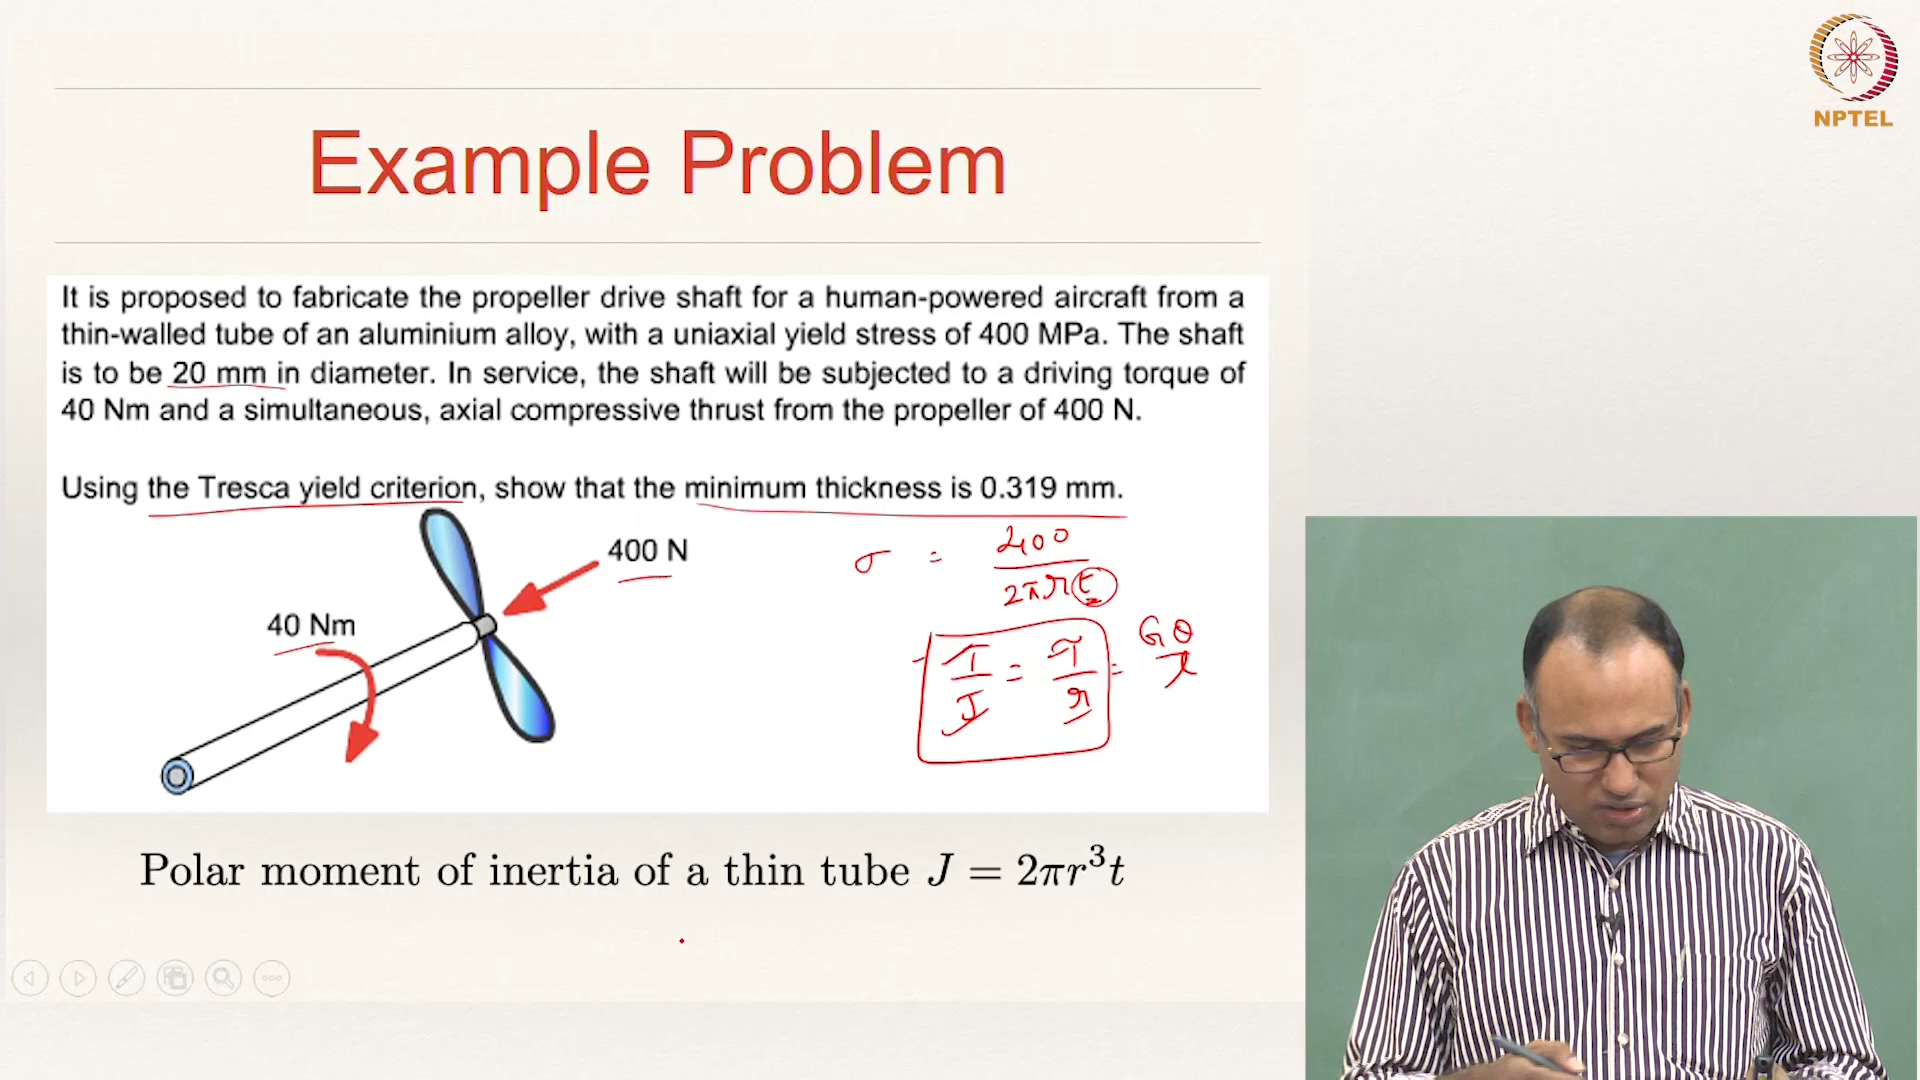 NPTEL
Example Problem
It is proposed to fabricate the propeller drive shaft for a human-powered aircraft from a
thin-walled tube of an aluminium alloy, with a uniaxial yield stress of 400 MPa. The shaft
is to be 20 mm in diameter. In service, the shaft will be subjected to a driving torque of
40 Nm and a simultaneous, axial compressive thrust from the propeller of 400 N.
Using the Tresca yield criterion, show that the minimum thickness is 0.319 mm.
400 N
σ = 400 / 2πrt
40 Nm
T/J = τ/r = Gθ/l
Polar moment of inertia of a thin tube J = 2πr³t